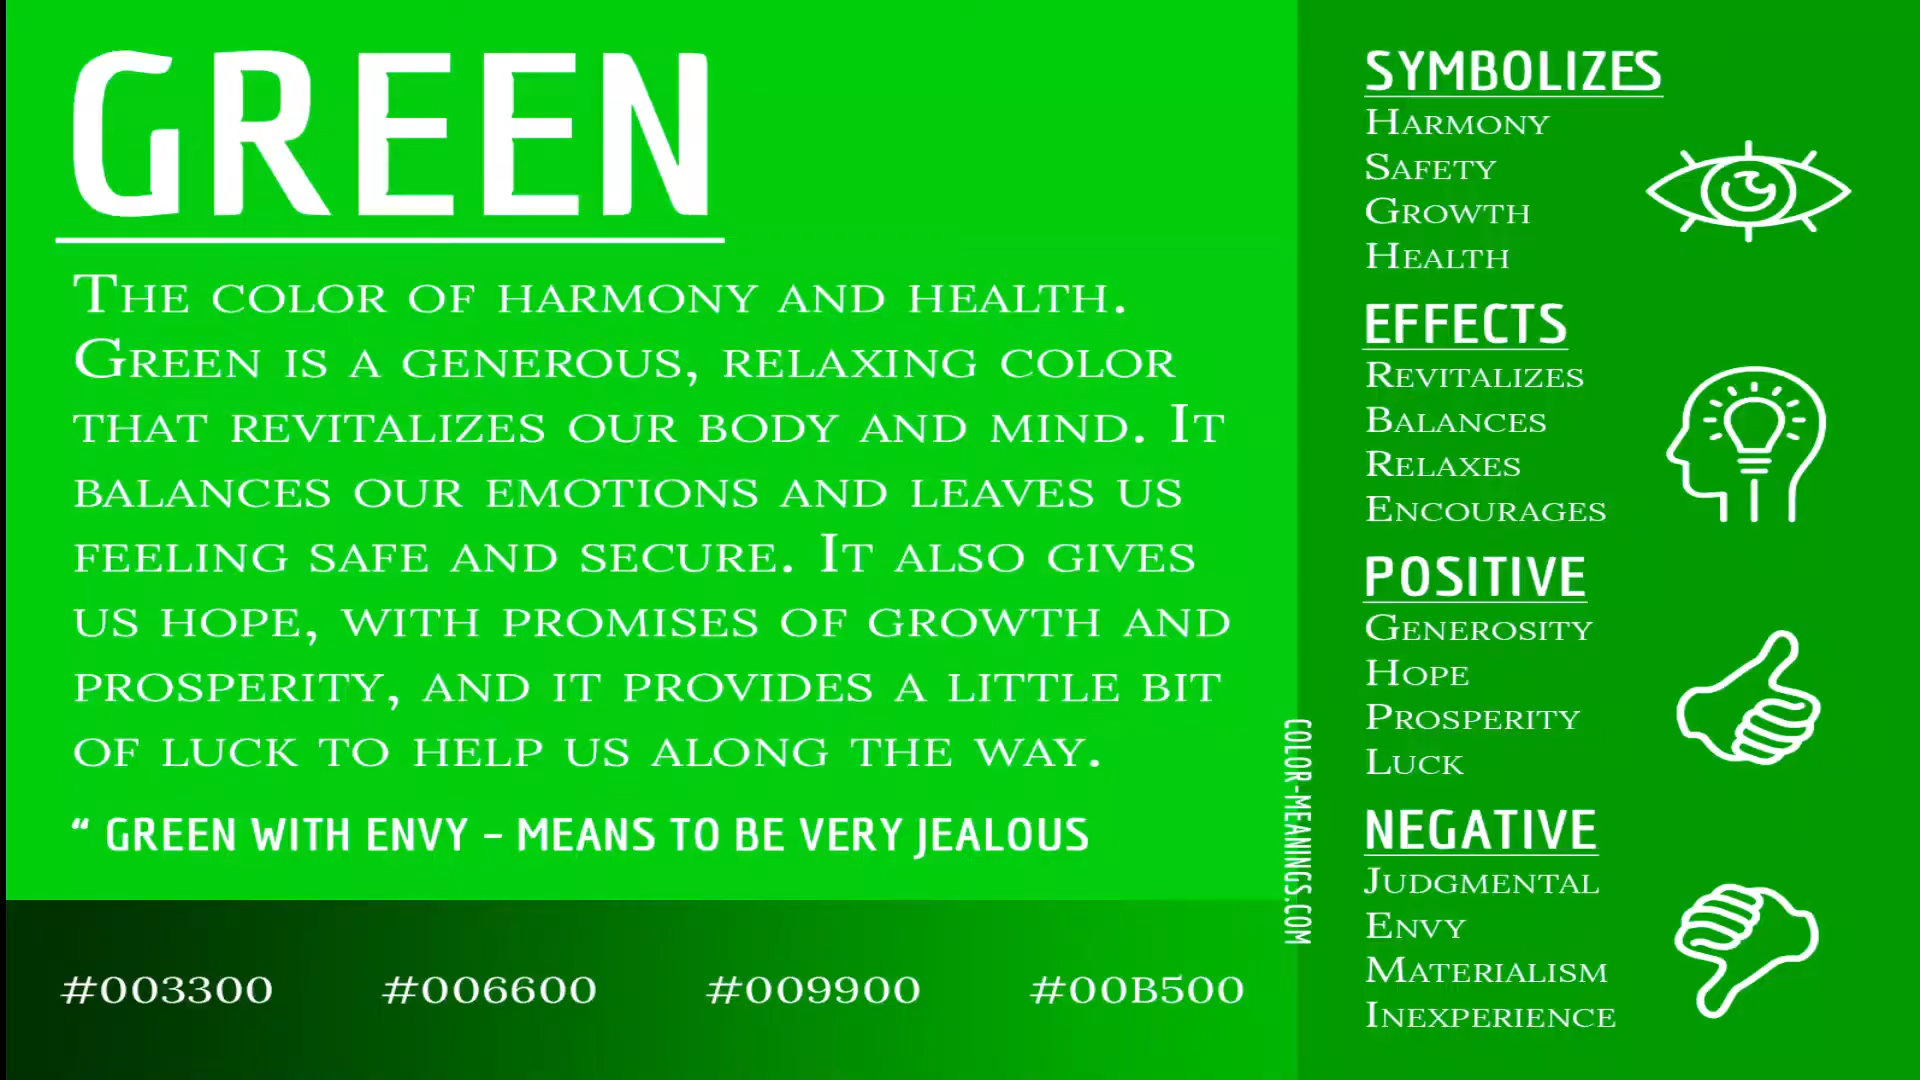 GREEN
The color of harmony and health.
Green is a generous, relaxing color
that revitalizes our body and mind. It
balances our emotions and leaves us
feeling safe and secure. It also gives
us hope, with promises of growth and
prosperity, and it provides a little bit
of luck to help us along the way.
“ GREEN WITH ENVY – MEANS TO BE VERY JEALOUS
#003300 #006600 #009900 #00B500
COLOR-MEANINGS.COM
SYMBOLIZES
Harmony
Safety
Growth
Health
EFFECTS
Revitalizes
Balances
Relaxes
Encourages
POSITIVE
Generosity
Hope
Prosperity
Luck
NEGATIVE
Judgmental
Envy
Materialism
Inexperience